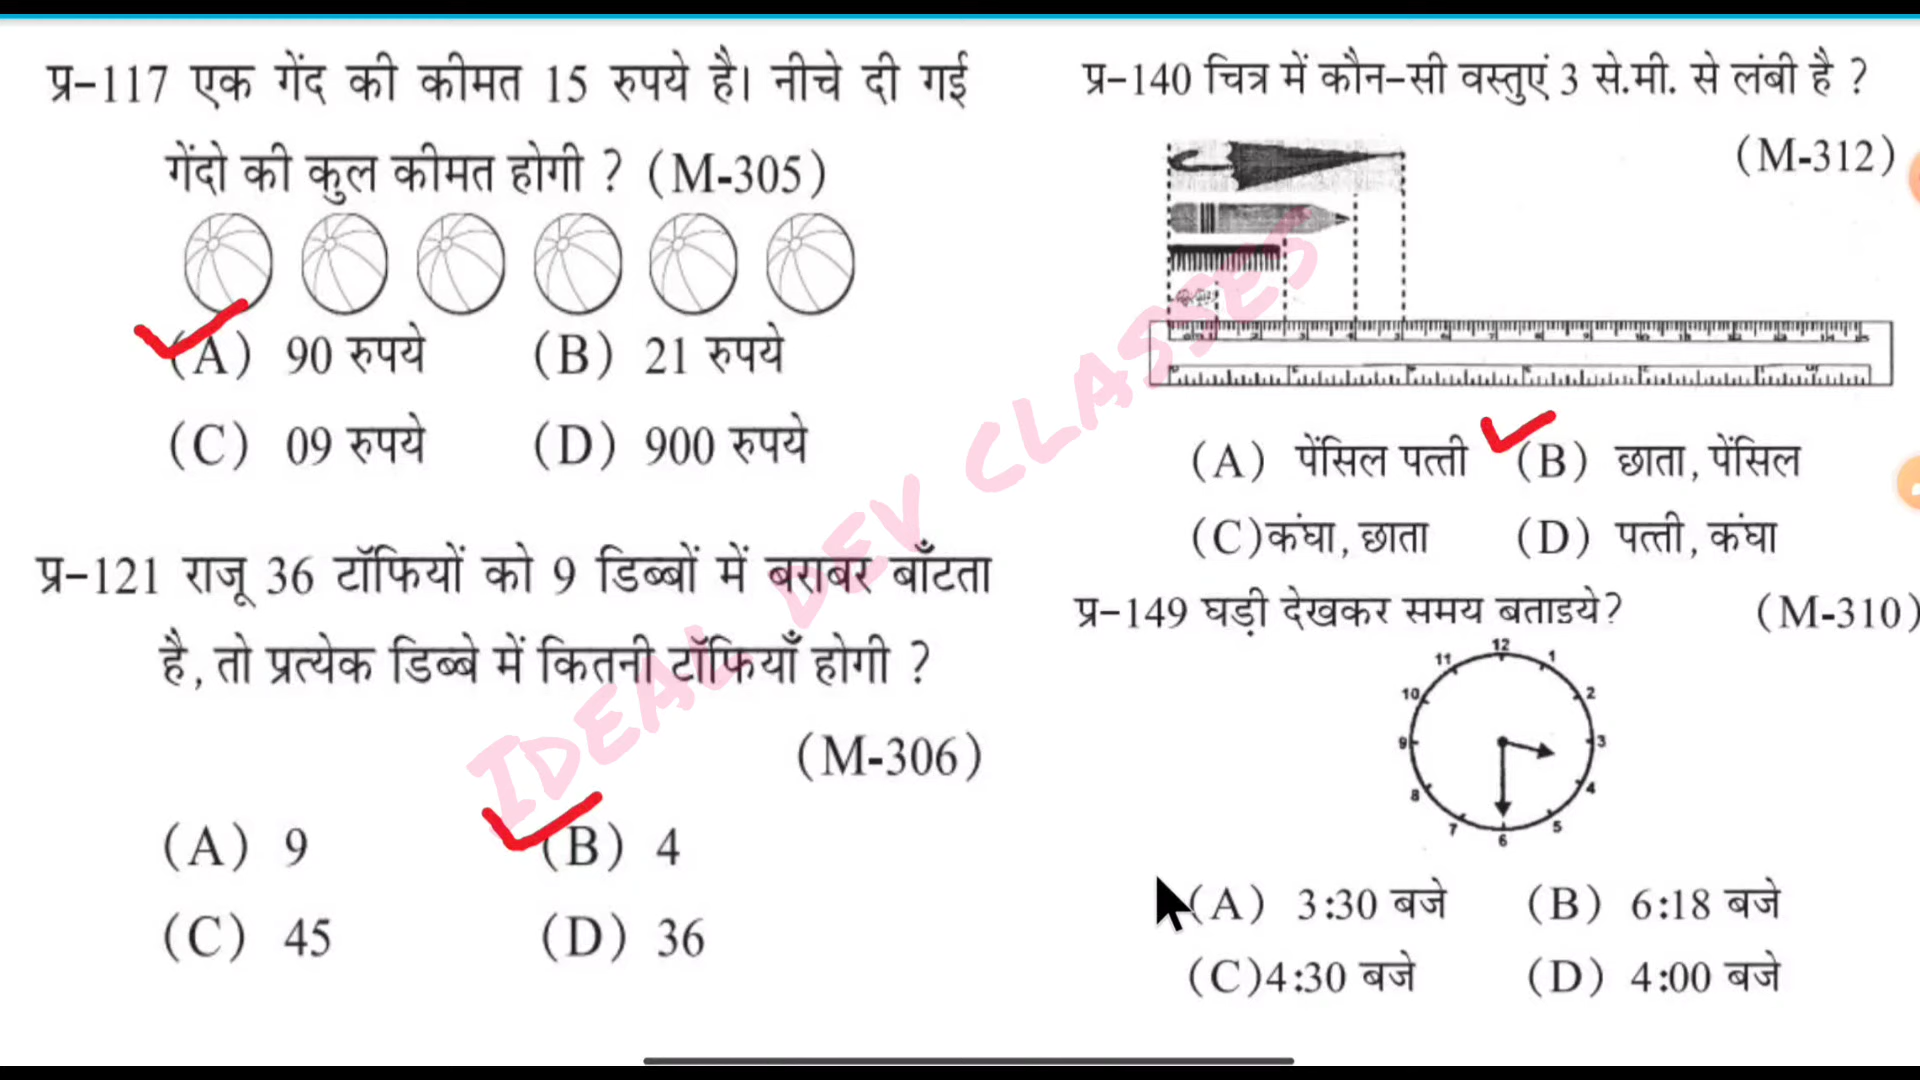 प्र-117 एक गेंद की कीमत 15 रुपये है। नीचे दी गई
गेंदो की कुल कीमत होगी ? (M-305)
(A) 90 रुपये (B) 21 रुपये
(C) 09 रुपये (D) 900 रुपये
प्र-121 राजू 36 टॉफियों को 9 डिब्बों में बराबर बाँटता
है, तो प्रत्येक डिब्बे में कितनी टॉफियाँ होगी ?
(M-306)
(A) 9 (B) 4
(C) 45 (D) 36
प्र-140 चित्र में कौन-सी वस्तुएं 3 से.मी. से लंबी है ?
(M-312)
(A) पेंसिल पत्ती (B) छाता, पेंसिल
(C)कंघा, छाता (D) पत्ती, कंघा
प्र-149 घड़ी देखकर समय बताइये? (M-310)
12
11 1
10 2
9 3
8 4
7 5
6
(A) 3:30 बजे (B) 6:18 बजे
(C)4:30 बजे (D) 4:00 बजे
IDEAL DEV CLASSES